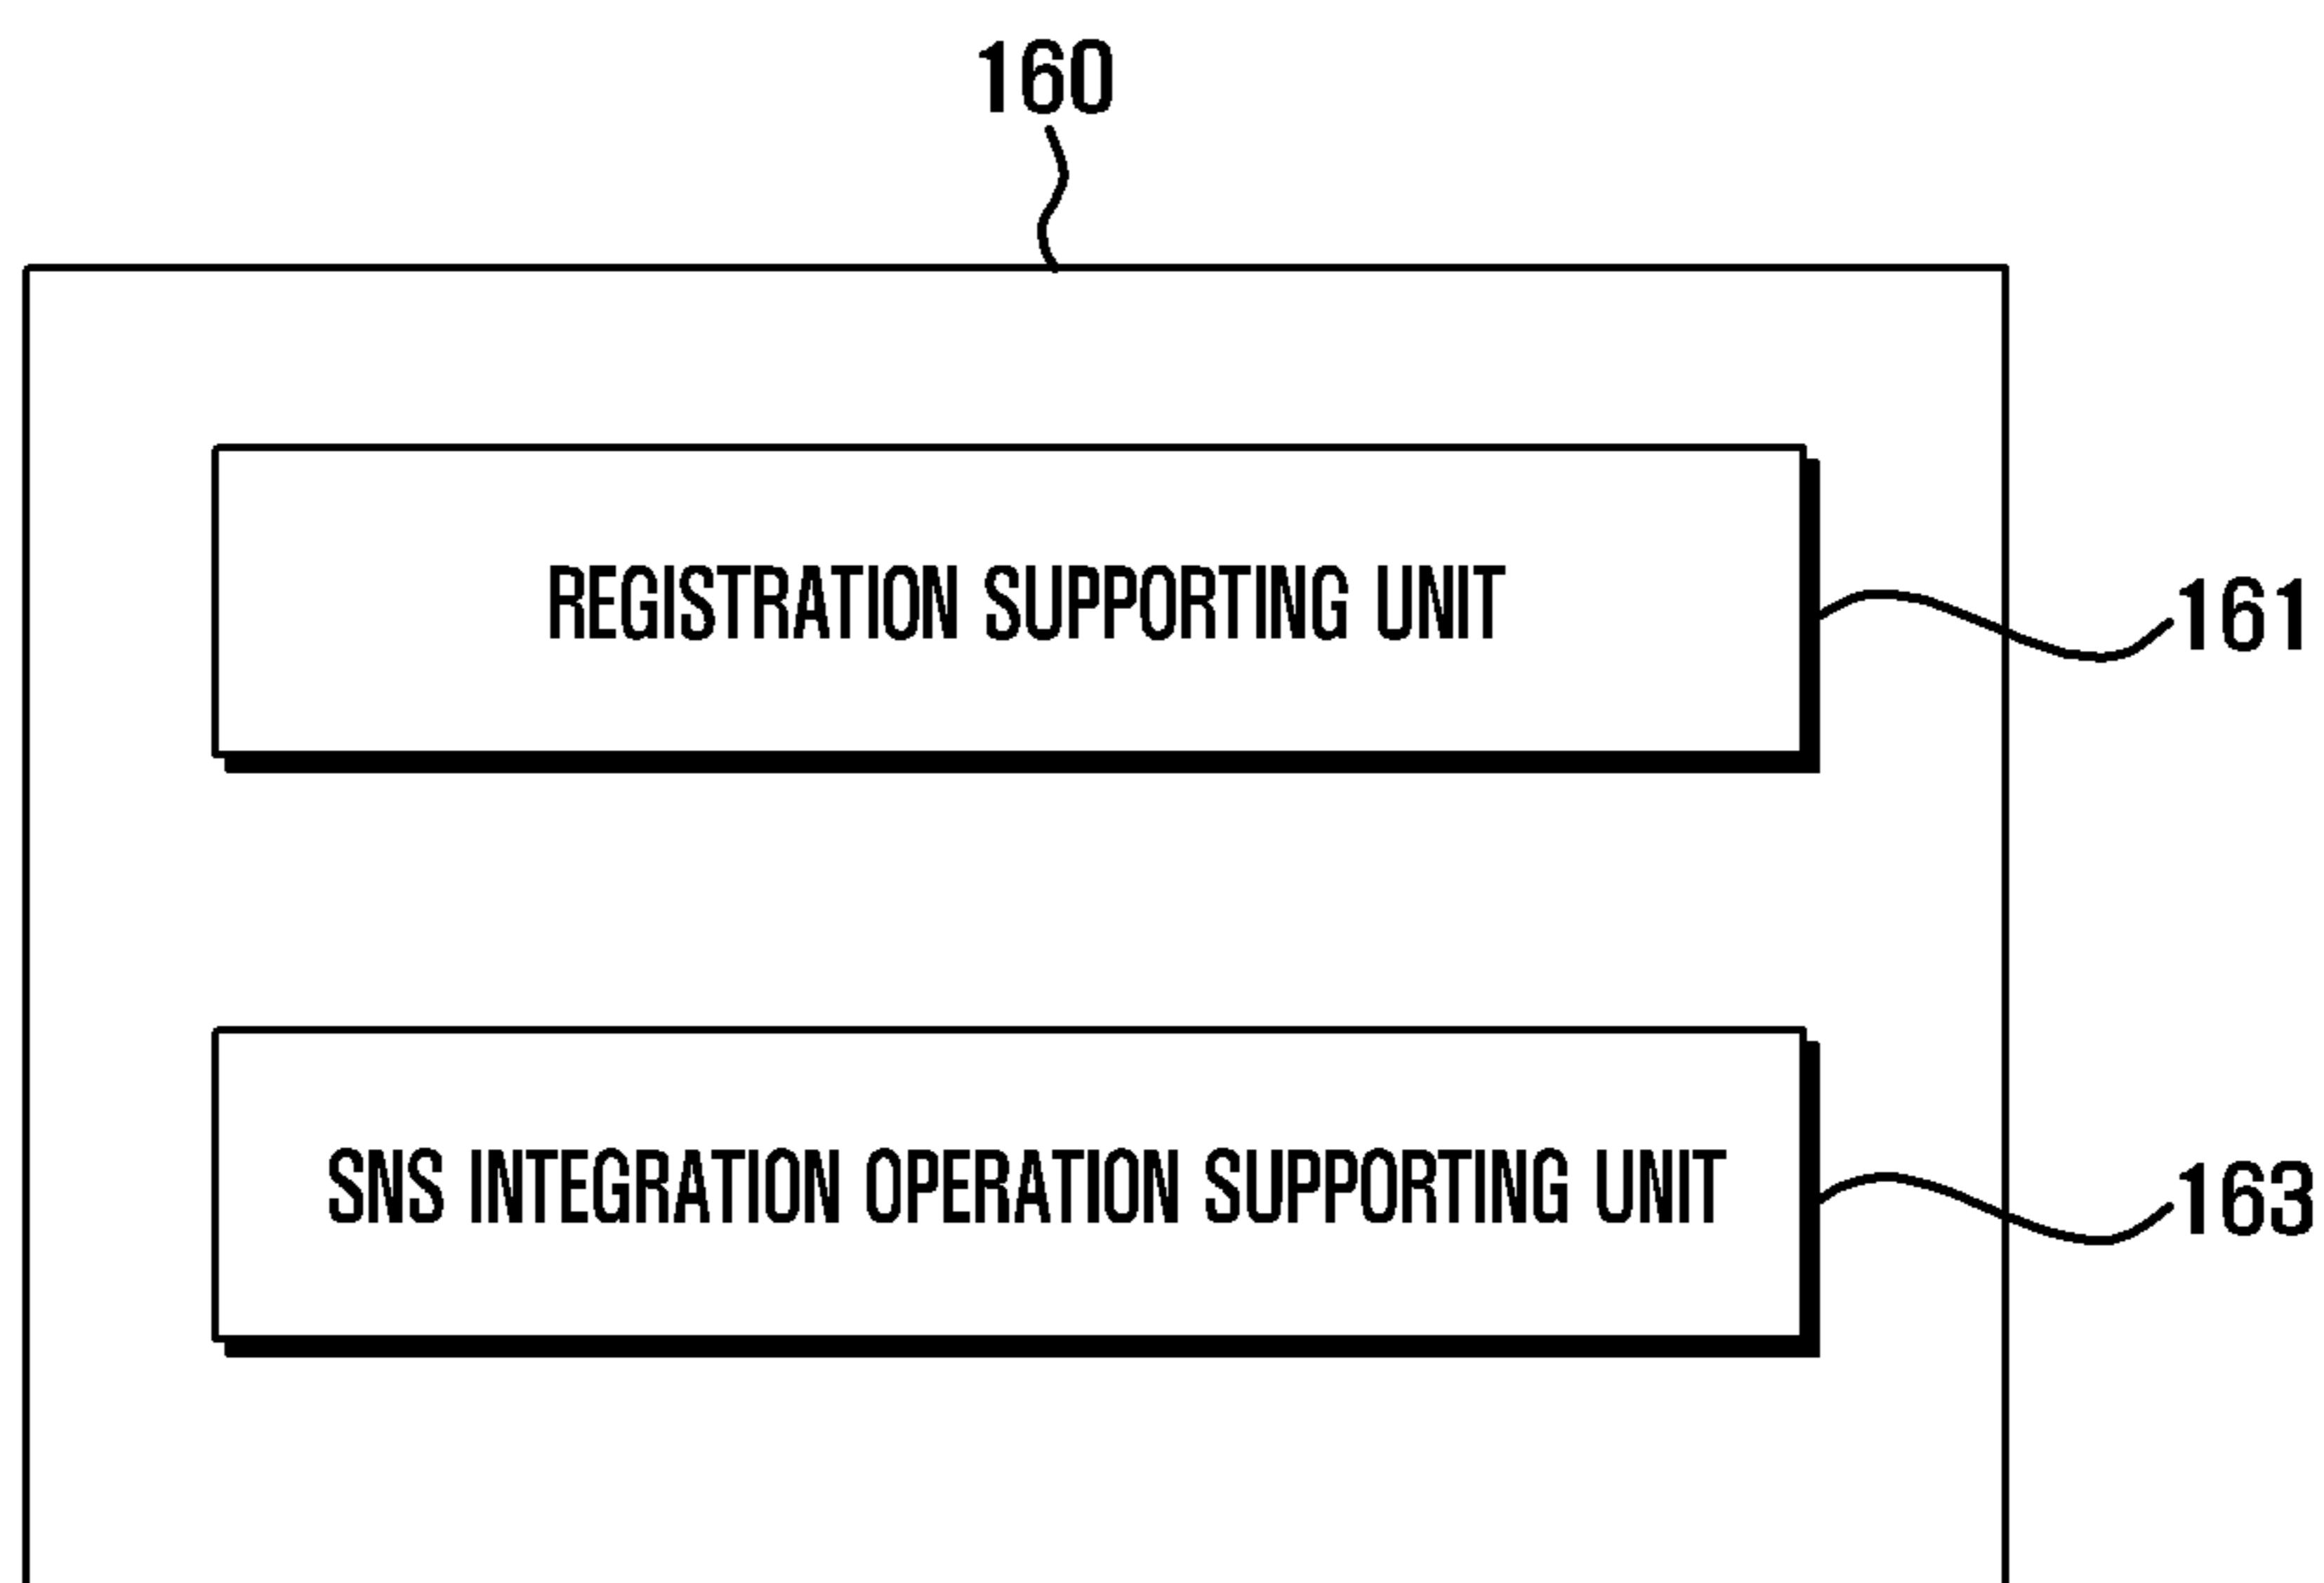 160
REGISTRATION SUPPORTING UNIT
161
SNS INTEGRATION OPERATION SUPPORTING UNIT
163